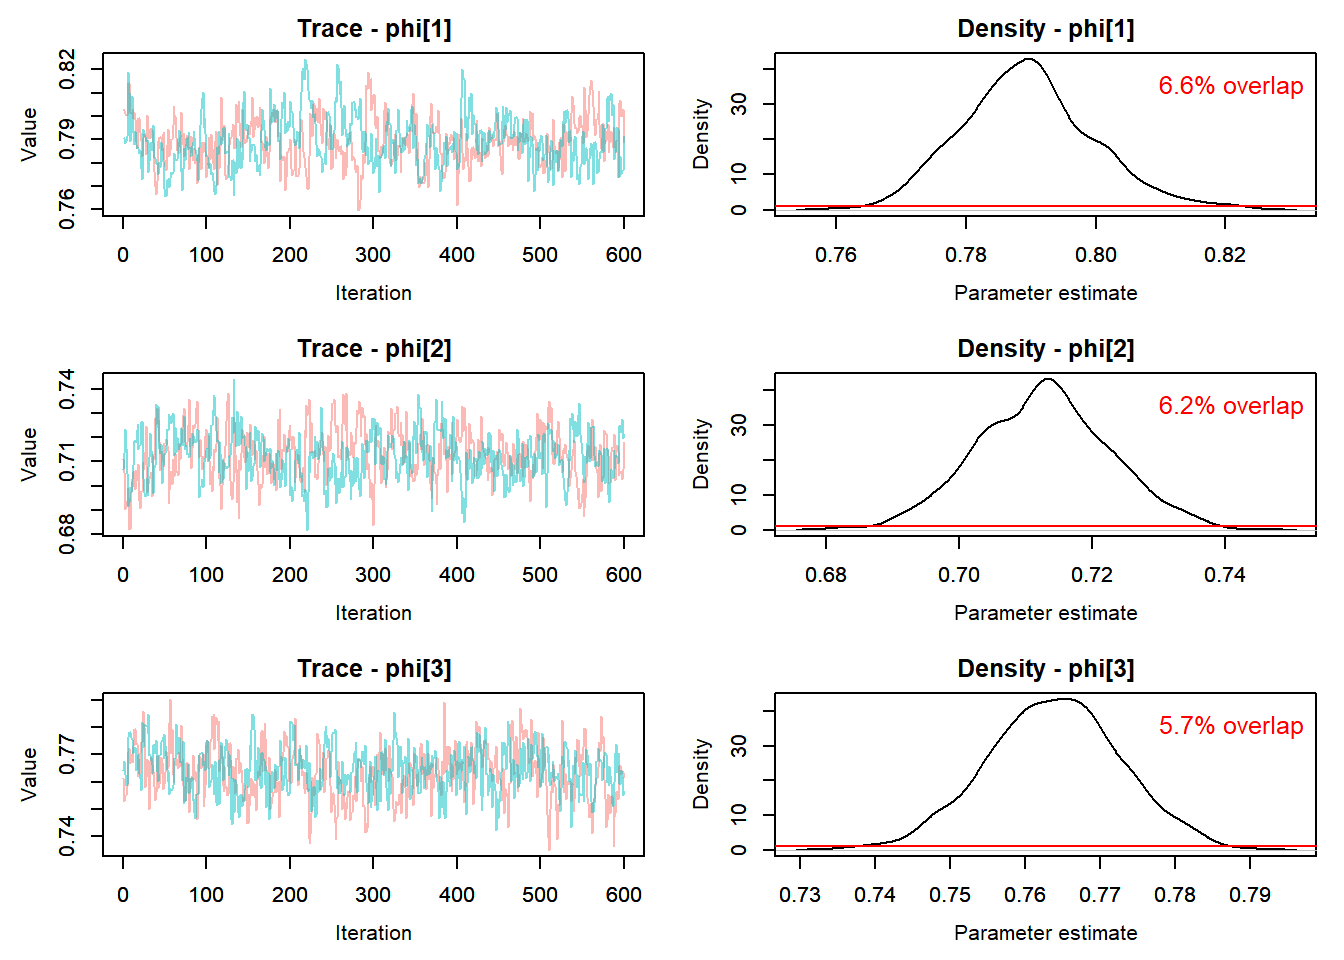 Trace - phi[1]
Value
0.76 0.79 0.82
0 100 200 300 400 500 600
Iteration
Density - phi[1]
Density
0 10 30
6.6% overlap
0.76 0.78 0.80 0.82
Parameter estimate
Trace - phi[2]
Value
0.68 0.71 0.74
0 100 200 300 400 500 600
Iteration
Density - phi[2]
Density
0 10 30
6.2% overlap
0.68 0.70 0.72 0.74
Parameter estimate
Trace - phi[3]
Value
0.74 0.77
0 100 200 300 400 500 600
Iteration
Density - phi[3]
Density
0 10 30
5.7% overlap
0.73 0.74 0.75 0.76 0.77 0.78 0.79
Parameter estimate